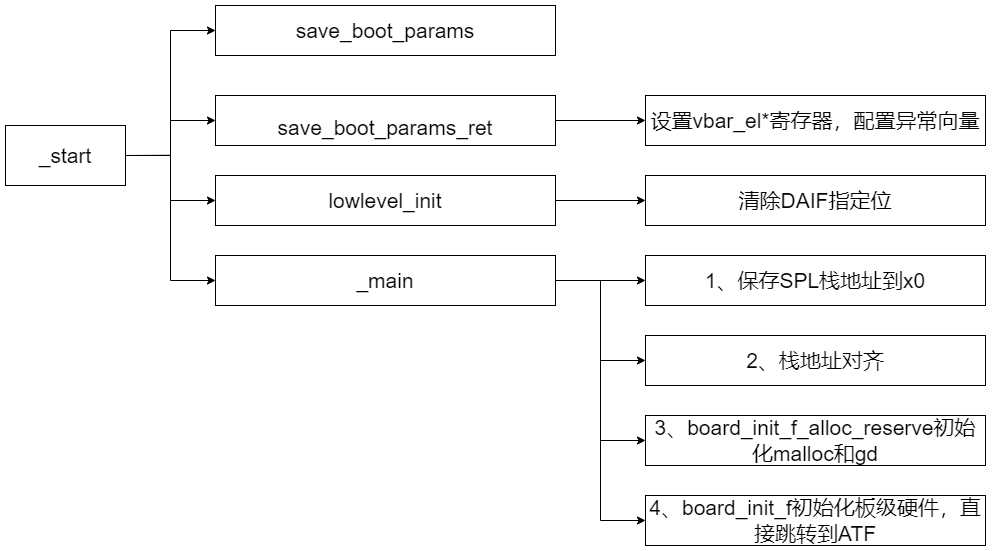 save_boot_params
save_boot_params_ret
设置vbar_el*寄存器，配置异常向量
_start
lowlevel_init
清除DAIF指定位
_main
1、保存SPL栈地址到x0
2、栈地址对齐
3、board_init_f_alloc_reserve初始
化malloc和gd
4、board_init_f初始化板级硬件，直
接跳转到ATF